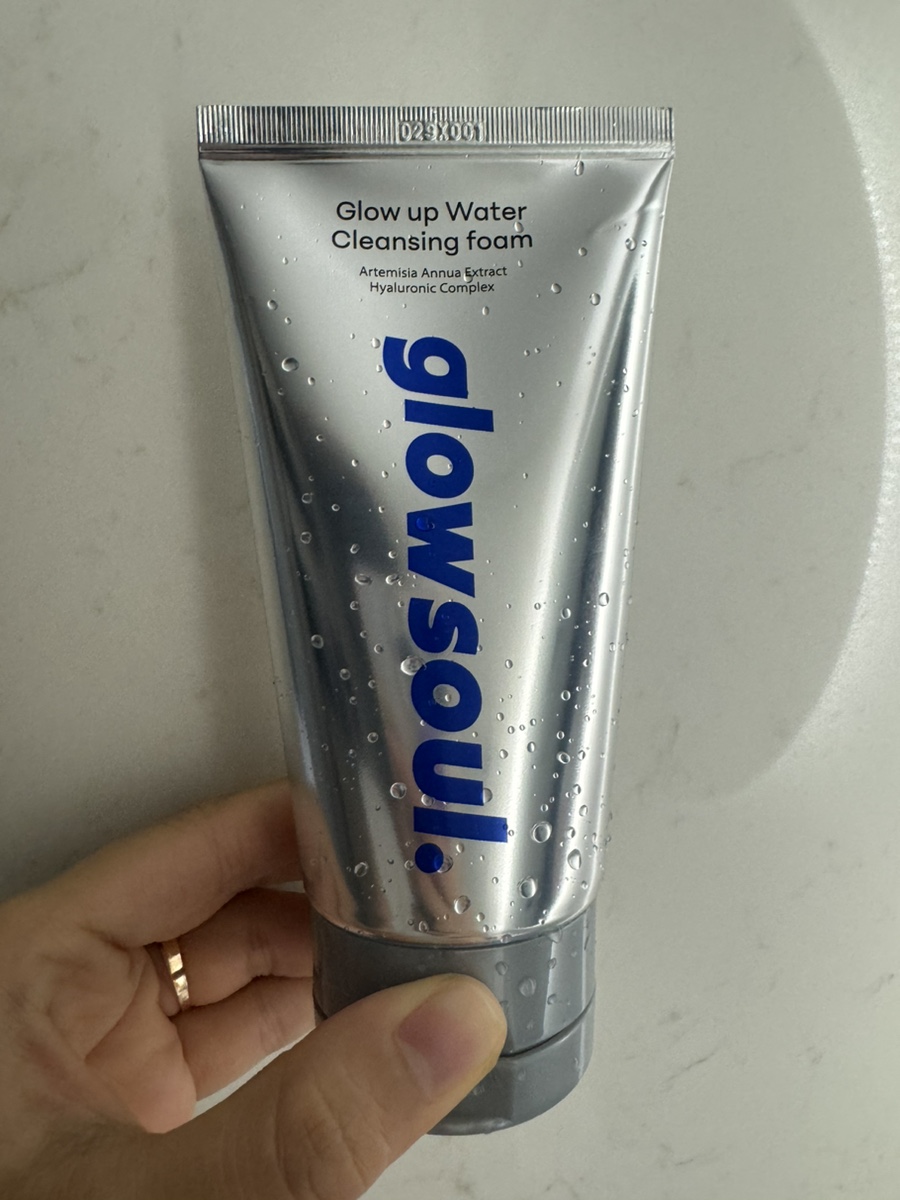 029X001
Glow up Water
Cleansing foam
Artemisia Annua Extract
Hyaluronic Complex
glowsoul.